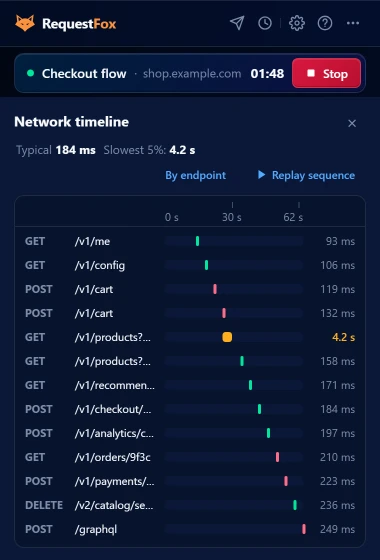 RequestFox
Checkout flow · shop.example.com 01:48 Stop
Network timeline
Typical 184 ms Slowest 5%: 4.2 s
By endpoint Replay sequence
0 s 30 s 62 s
GET /v1/me 93 ms
GET /v1/config 106 ms
POST /v1/cart 119 ms
POST /v1/cart 132 ms
GET /v1/products?... 4.2 s
GET /v1/products?... 158 ms
GET /v1/recommen... 171 ms
POST /v1/checkout/... 184 ms
POST /v1/analytics/c... 197 ms
GET /v1/orders/9f3c 210 ms
POST /v1/payments/... 223 ms
DELETE /v2/catalog/se... 236 ms
POST /graphql 249 ms